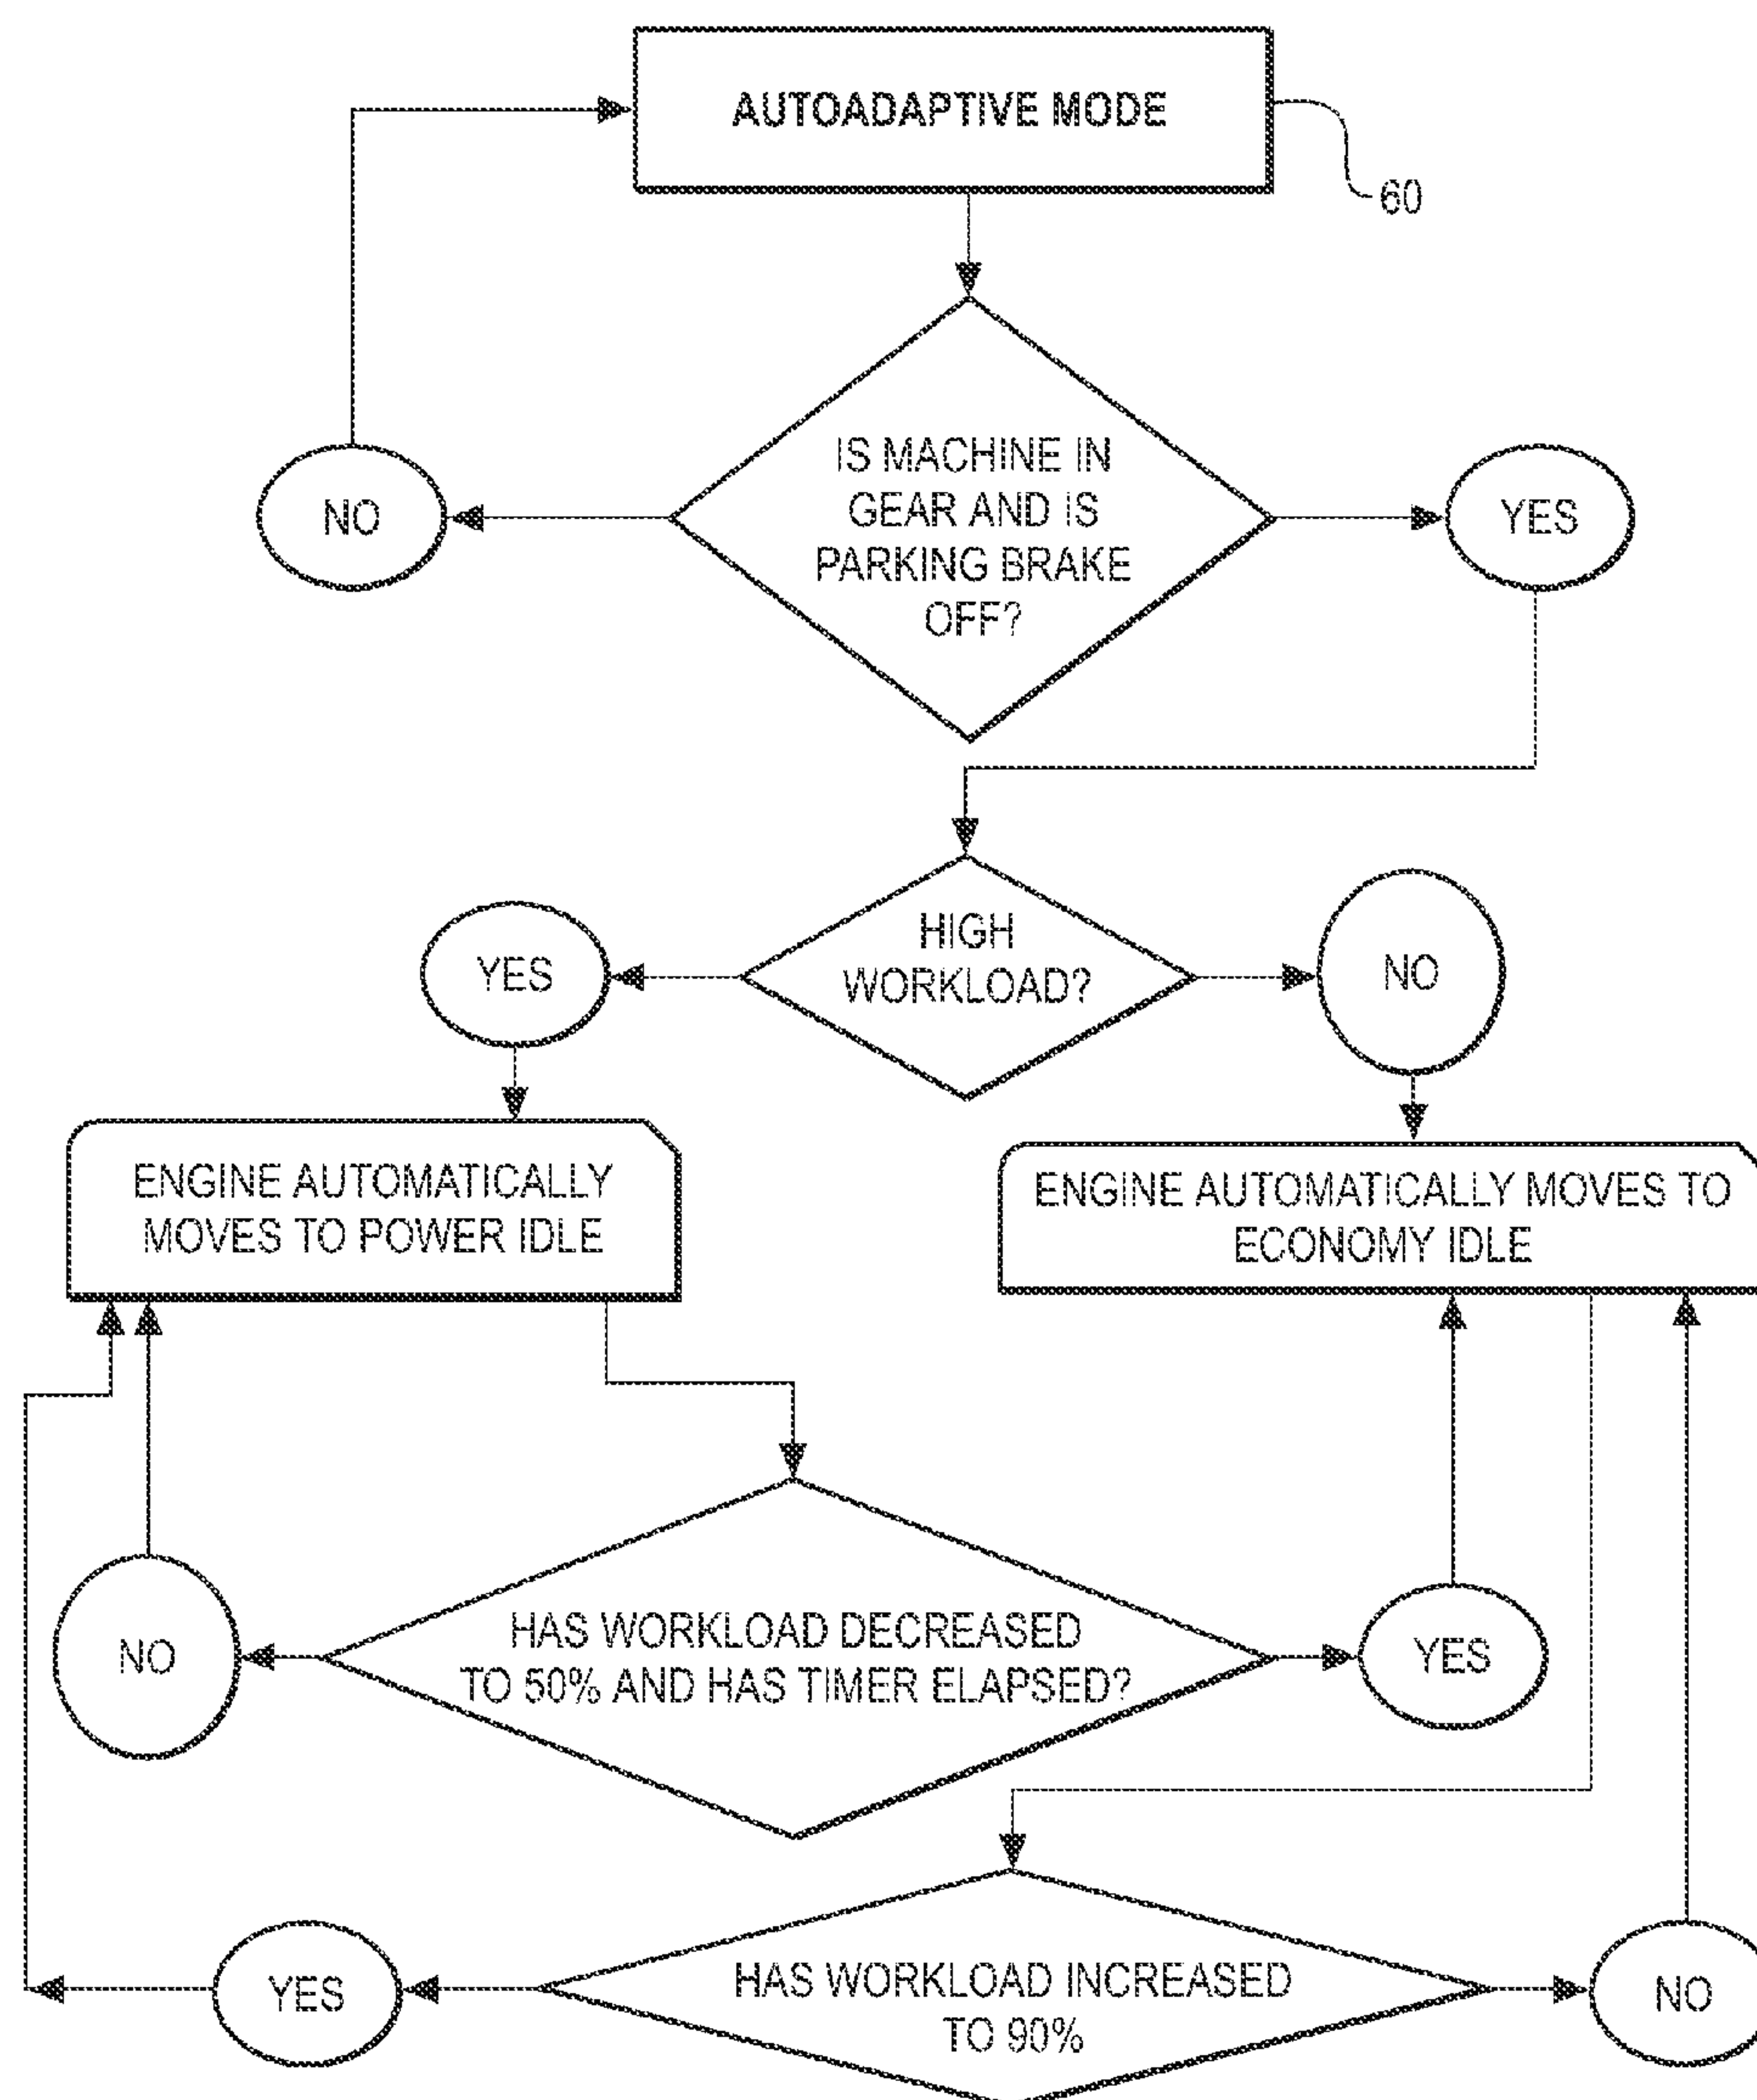 AUTOADAPTIVE MODE
60
IS MACHINE IN
GEAR AND IS
PARKING BRAKE
OFF?
NO
YES
HIGH
WORKLOAD?
YES
NO
ENGINE AUTOMATICALLY
MOVES TO POWER IDLE
ENGINE AUTOMATICALLY MOVES TO
ECONOMY IDLE
HAS WORKLOAD DECREASED
TO 50% AND HAS TIMER ELAPSED?
NO
YES
HAS WORKLOAD INCREASED
TO 90%
YES
NO